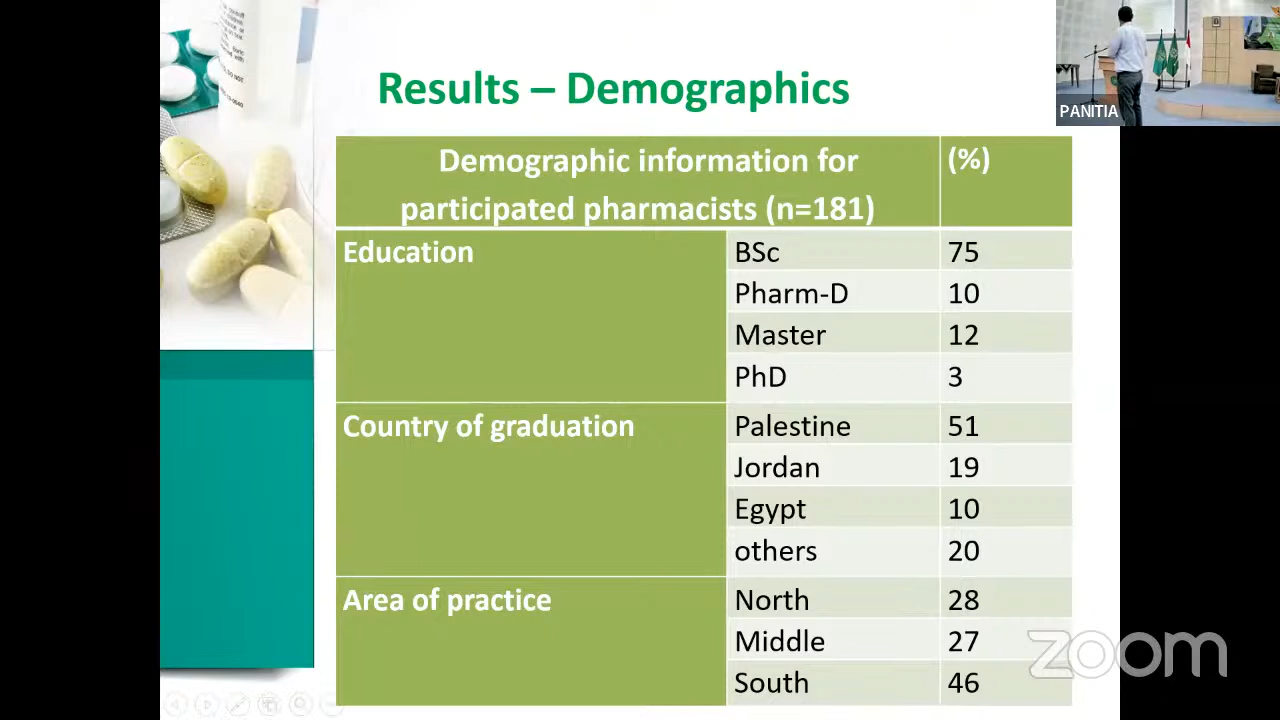 Results – Demographics
PANITIA
Demographic information for participated pharmacists (n=181) (%)
Education BSc 75
Pharm-D 10
Master 12
PhD 3
Country of graduation Palestine 51
Jordan 19
Egypt 10
others 20
Area of practice North 28
Middle 27
South 46
zoom